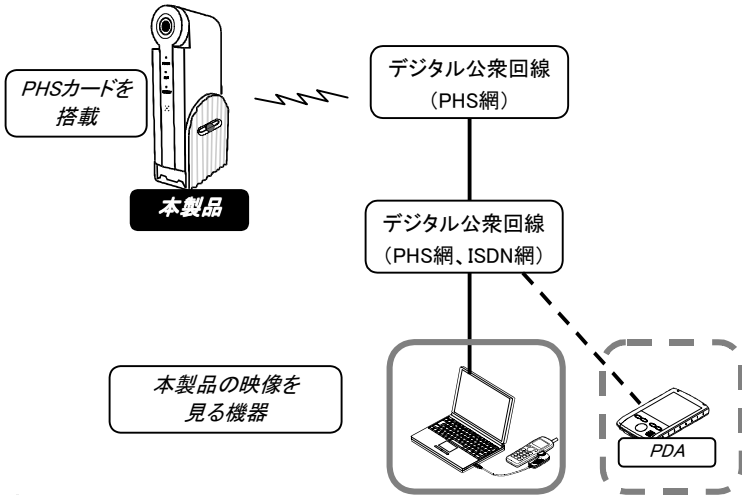 PHSカードを
搭載
デジタル公衆回線
（PHS網）
本製品
デジタル公衆回線
（PHS網、ISDN網）
本製品の映像を
見る機器
PDA